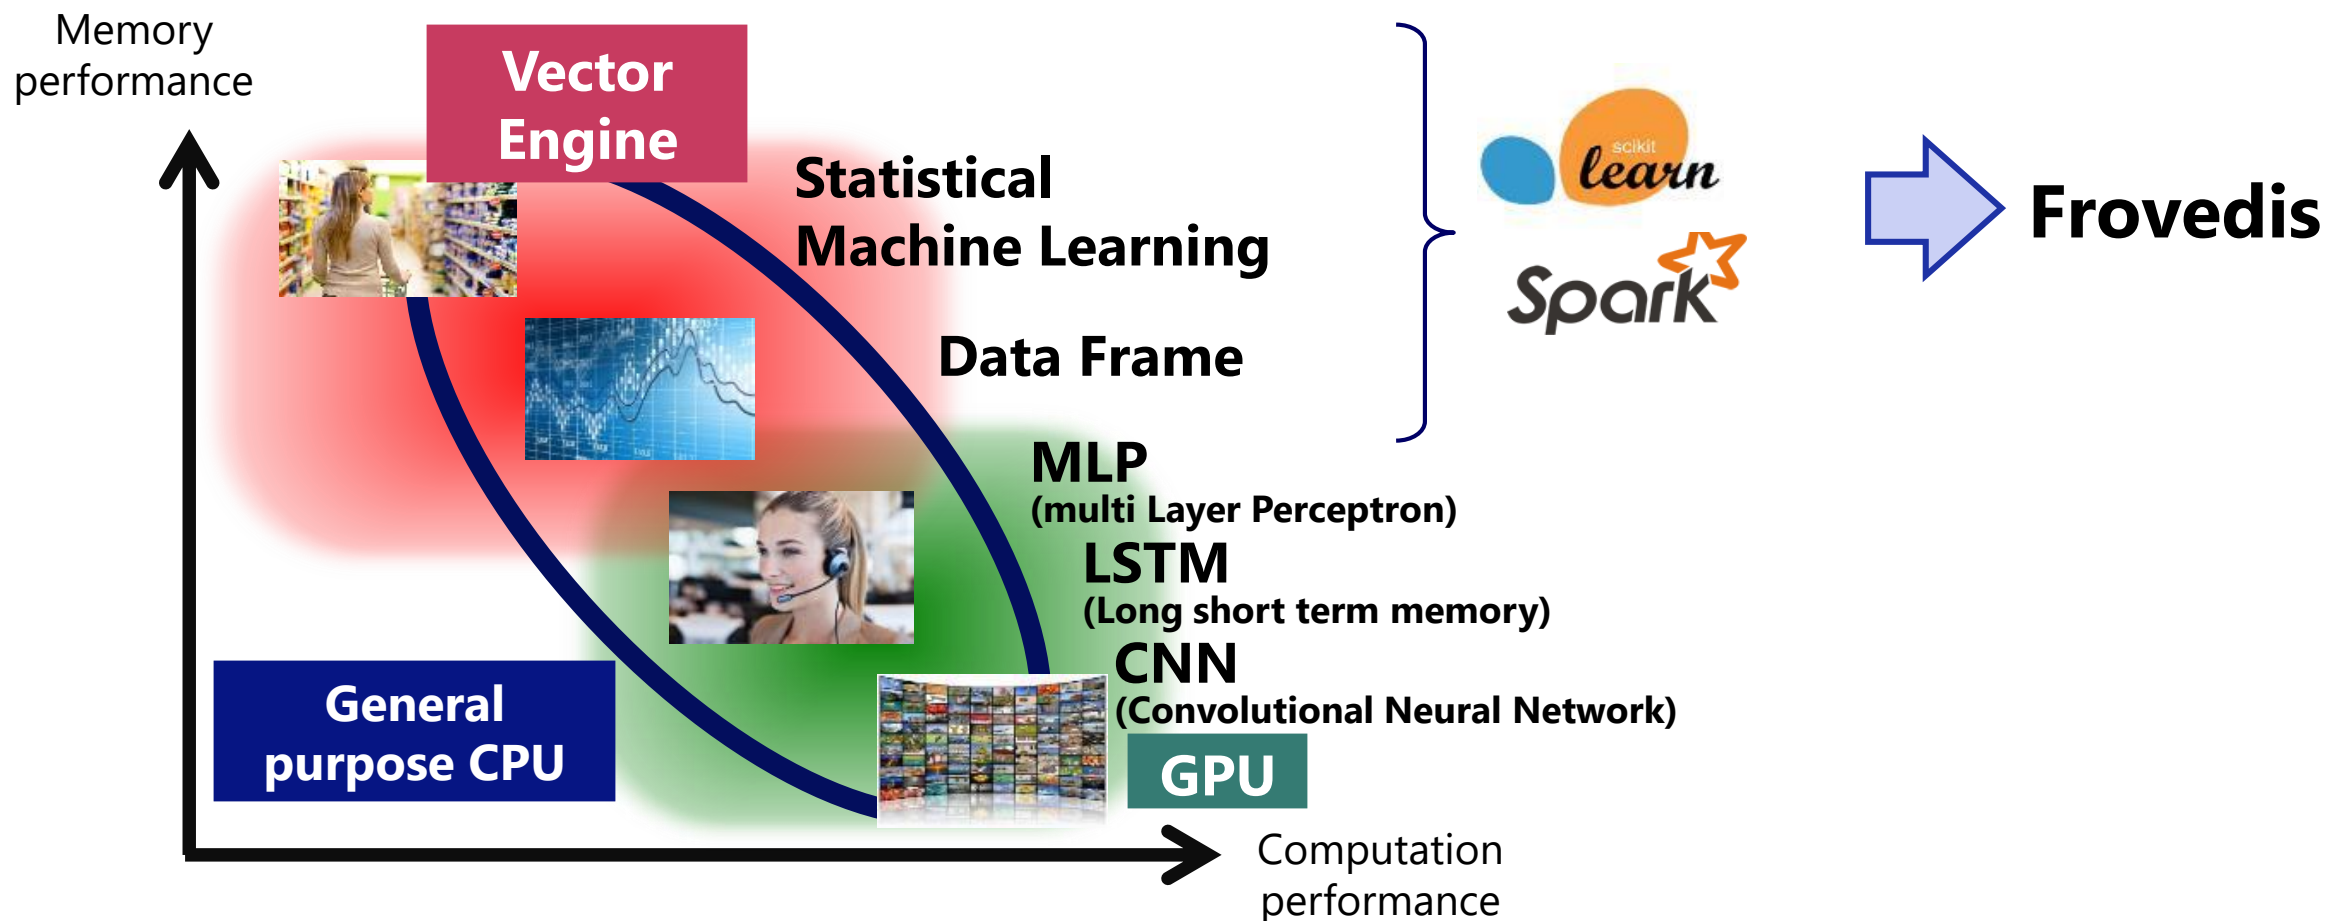 Memory
performance
Vector
Engine
Statistical
Machine Learning
Data Frame
MLP
(multi Layer Perceptron)
LSTM
(Long short term memory)
CNN
(Convolutional Neural Network)
GPU
General
purpose CPU
Computation
performance
scikit
learn
Spark
Frovedis